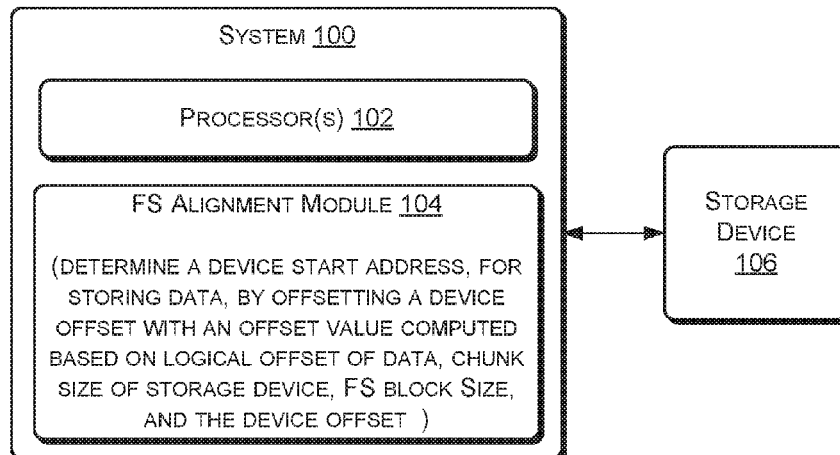 SYSTEM 100
PROCESSOR(S) 102
FS ALIGNMENT MODULE 104
(DETERMINE A DEVICE START ADDRESS, FOR
STORING DATA, BY OFFSETTING A DEVICE
OFFSET WITH AN OFFSET VALUE COMPUTED
BASED ON LOGICAL OFFSET OF DATA, CHUNK
SIZE OF STORAGE DEVICE, FS BLOCK SIZE,
AND THE DEVICE OFFSET )
STORAGE
DEVICE
106